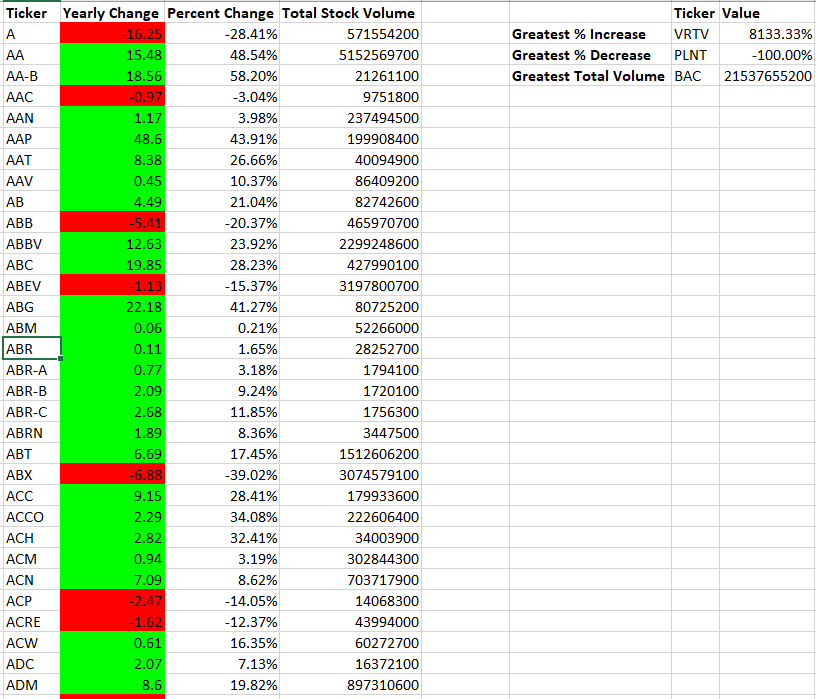 Ticker Yearly Change Percent Change Total Stock Volume Ticker Value
A -16.25 -28.41% 571554200 Greatest % Increase VRTV 8133.33%
AA 15.48 48.54% 5152569700 Greatest % Decrease PLNT -100.00%
AA-B 18.56 58.20% 21261100 Greatest Total Volume BAC 21537655200
AAC -0.97 -3.04% 9751800
AAN 1.17 3.98% 237494500
AAP 48.6 43.91% 199908400
AAT 8.38 26.66% 40094900
AAV 0.45 10.37% 86409200
AB 4.49 21.04% 82742600
ABB -5.41 -20.37% 465970700
ABBV 12.63 23.92% 2299248600
ABC 19.85 28.23% 427990100
ABEV -1.13 -15.37% 3197800700
ABG 22.18 41.27% 80725200
ABM 0.06 0.21% 52266000
ABR 0.11 1.65% 28252700
ABR-A 0.77 3.18% 1794100
ABR-B 2.09 9.24% 1720100
ABR-C 2.68 11.85% 1756300
ABRN 1.89 8.36% 3447500
ABT 6.69 17.45% 1512606200
ABX -6.88 -39.02% 3074579100
ACC 9.15 28.41% 179933600
ACCO 2.29 34.08% 222606400
ACH 2.82 32.41% 34003900
ACM 0.94 3.19% 302844300
ACN 7.09 8.62% 703717900
ACP -2.47 -14.05% 14068300
ACRE -1.62 -12.37% 43994000
ACW 0.61 16.35% 60272700
ADC 2.07 7.13% 16372100
ADM 8.6 19.82% 897310600